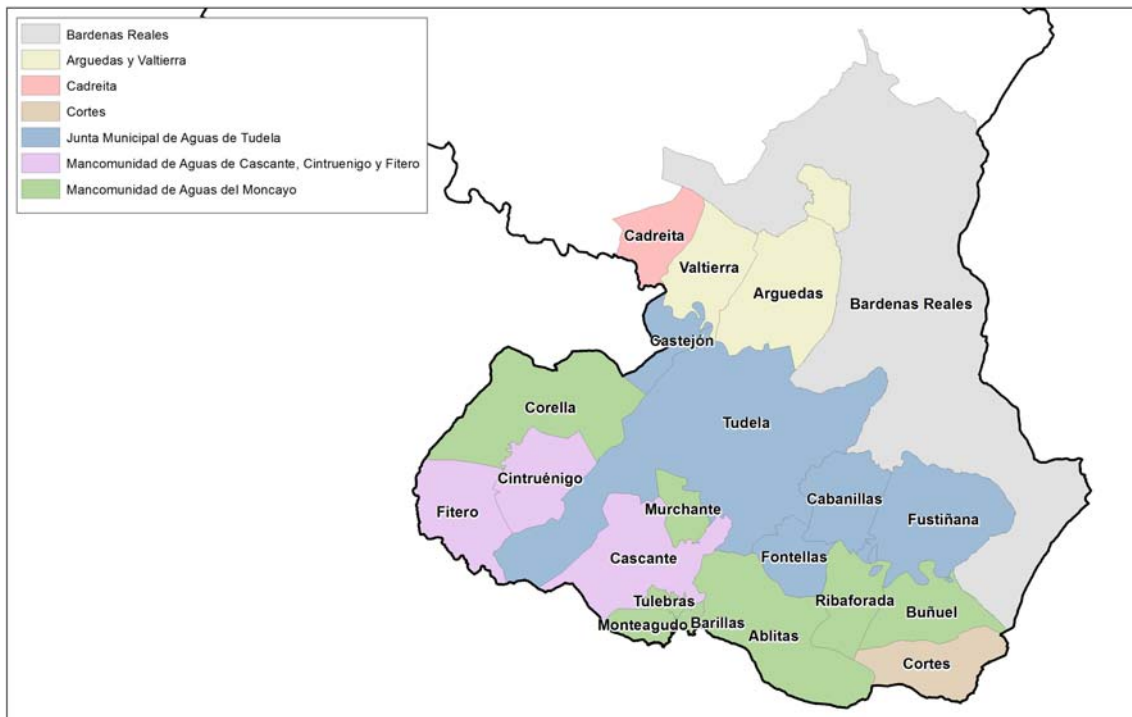 Bardenas Reales
Arguedas y Valtierra
Cadreita
Cortes
Junta Municipal de Aguas de Tudela
Mancomunidad de Aguas de Cascante, Cintruenigo y Fitero
Mancomunidad de Aguas del Moncayo
Cadreita
Valtierra
Arguedas
Bardenas Reales
Castejón
Corella
Tudela
Cintruénigo
Fitero
Murchante
Cabanillas
Fustiñana
Cascante
Fontellas
Tulebras
Ribaforada
Buñuel
Monteagudo
Barillas
Ablitas
Cortes